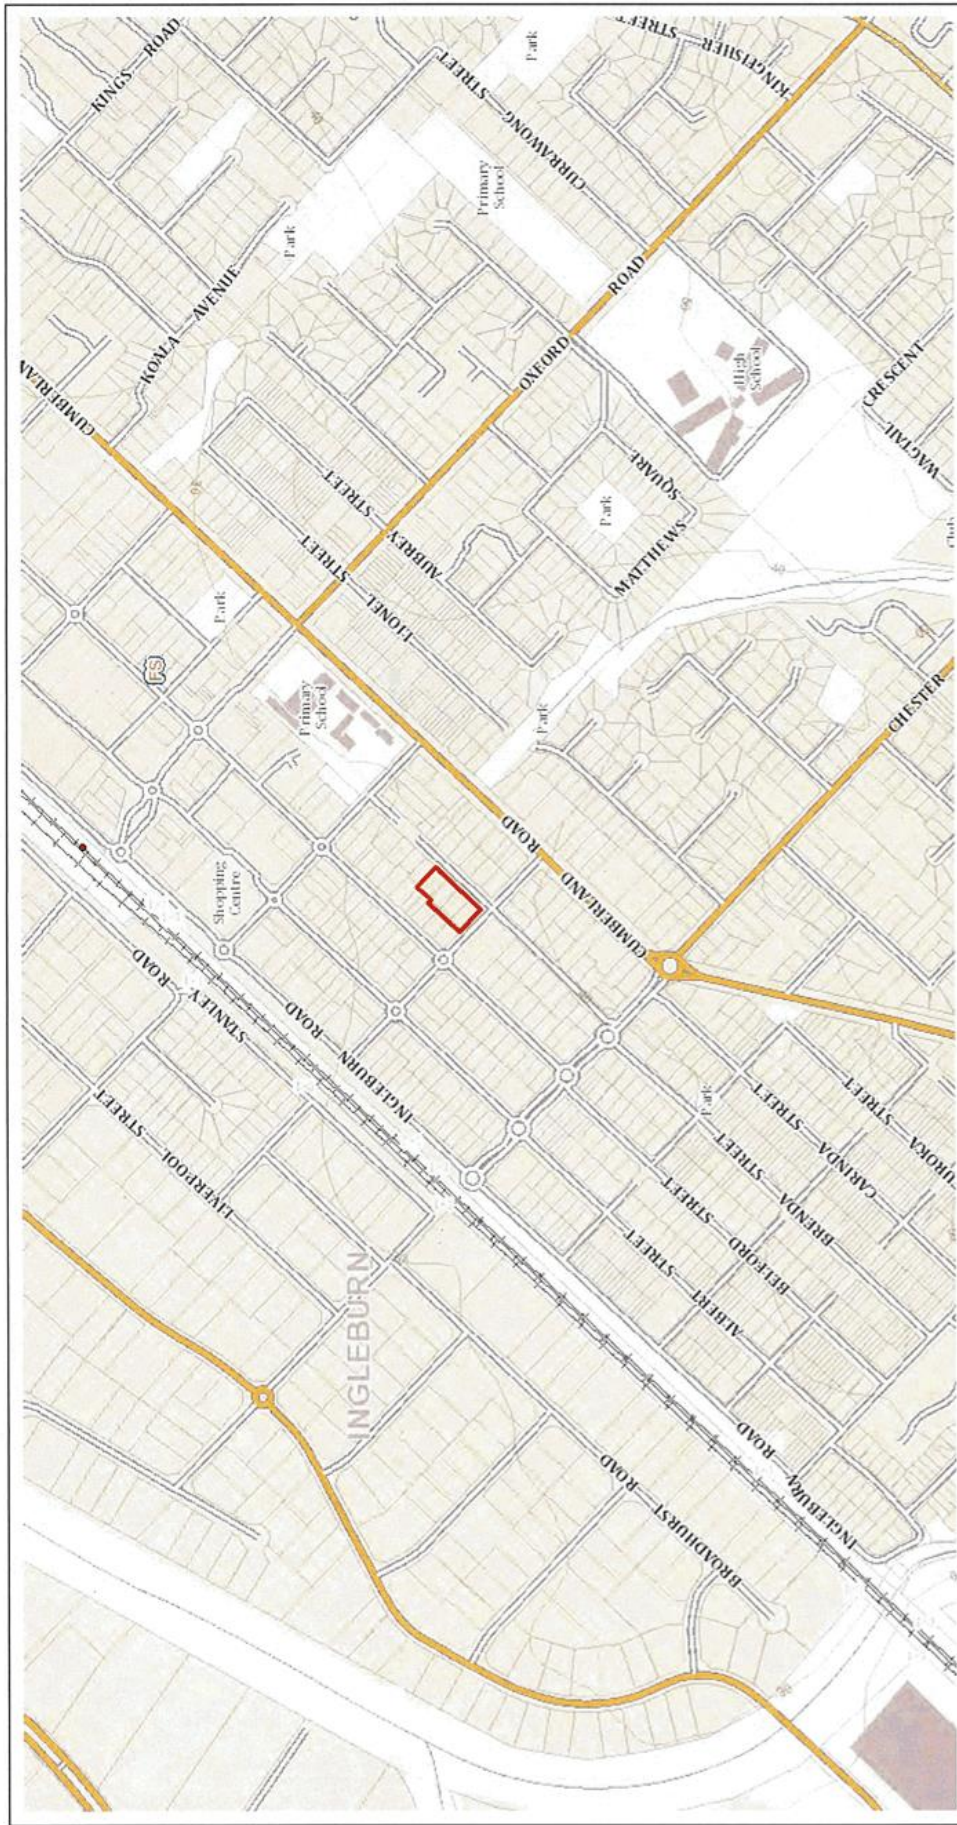 KINGS ROAD
Park
KINGFISHER STREET
CURRAWONG STREET
Primary
School
Park
KOALA AVENUE
CUMBERLAN
OXFORD ROAD
High
School
WAGTAIL CRESCENT
AUBREY STREET
LIONEL STREET
Park
MATTHEWS SQUARE
Park
FS
Primary
School
Park
CHESTER
Shopping
Centre
CUMBERLAND ROAD
STANLEY ROAD
INGLEBURN ROAD
LIVERPOOL STREET
Park
UROKA STREET
CARINDA STREET
BRENDA STREET
BELFORD STREET
ALBERT STREET
INGLEBURN
INGLEBURN ROAD
BROADHURST ROAD